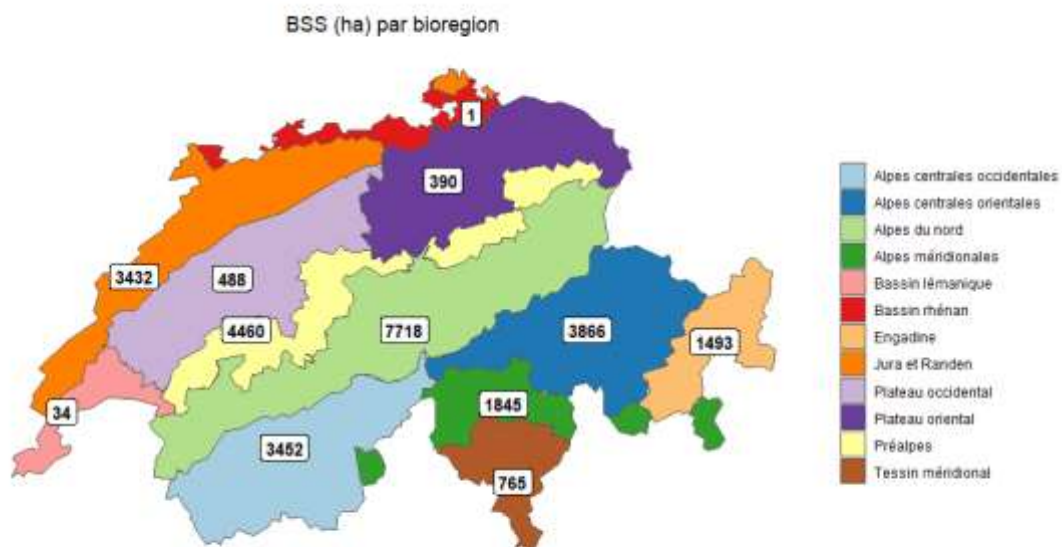 BSS (ha) par bioregion
1
390
3432
488
4460
7718
3866
1493
34
1845
3452
765
Alpes centrales occidentales
Alpes centrales orientales
Alpes du nord
Alpes méridionales
Bassin lémanique
Bassin rhénan
Engadine
Jura et Randen
Plateau occidental
Plateau oriental
Préalpes
Tessin méridional